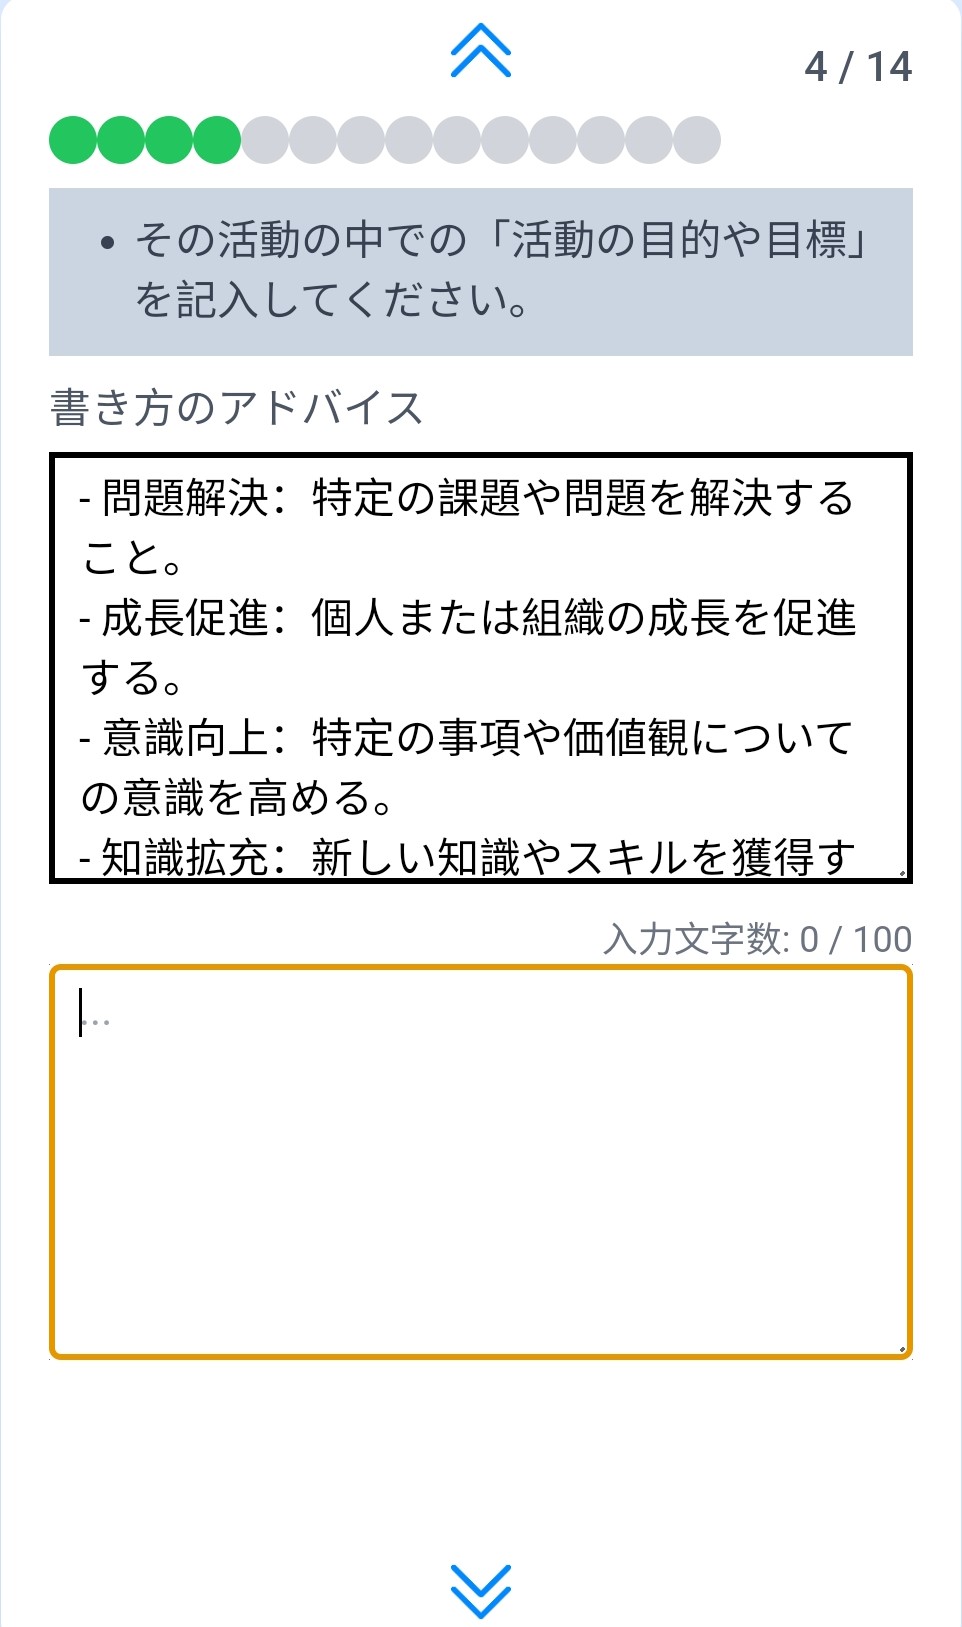 4 / 14
• その活動の中での「活動の目的や目標」
を記入してください。
書き方のアドバイス
- 問題解決：特定の課題や問題を解決する
こと。
- 成長促進：個人または組織の成長を促進
する。
- 意識向上：特定の事項や価値観について
の意識を高める。
- 知識拡充：新しい知識やスキルを獲得す
入力文字数: 0 / 100
...